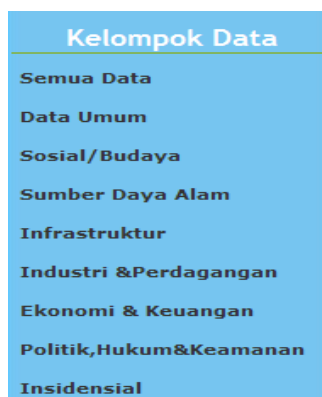 Kelompok Data
Semua Data
Data Umum
Sosial/Budaya
Sumber Daya Alam
Infrastruktur
Industri &Perdagangan
Ekonomi & Keuangan
Politik,Hukum&Keamanan
Insidensial